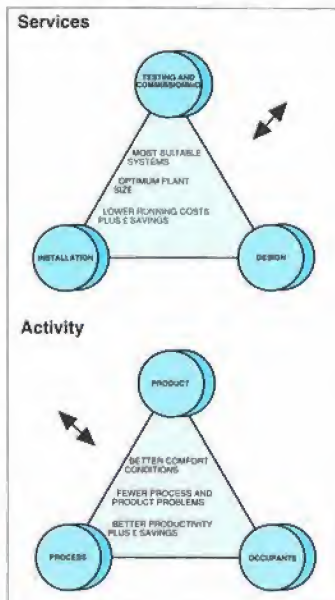 Services
TESTING AND
COMMISSIONING
MOST SUITABLE
SYSTEMS
OPTIMUM PLANT
SIZE
LOWER RUNNING COSTS
PLUS £ SAVINGS
INSTALLATION
DESIGN
Activity
PRODUCT
BETTER COMFORT
CONDITIONS
FEWER PROCESS AND
PRODUCT PROBLEMS
BETTER PRODUCTIVITY
PLUS £ SAVINGS
PROCESS
OCCUPANTS